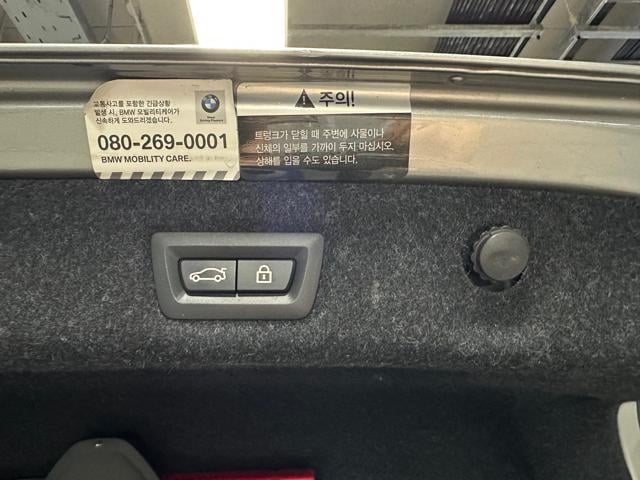 교통사고를 포함한 긴급상황
발생 시, BMW 모빌리티케어가
신속하게 도와드리겠습니다.
080-269-0001
BMW MOBILITY CARE.
주의!
트렁크가 닫힐 때 주변에 사물이나
신체의 일부를 가까이 두지 마십시오.
상해를 입을 수도 있습니다.